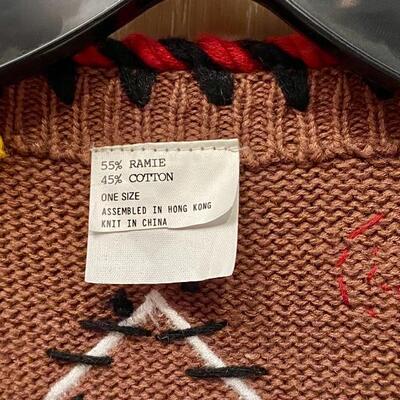 55% RAMIE
45% COTTON
ONE SIZE
ASSEMBLED IN HONG KONG
KNIT IN CHINA